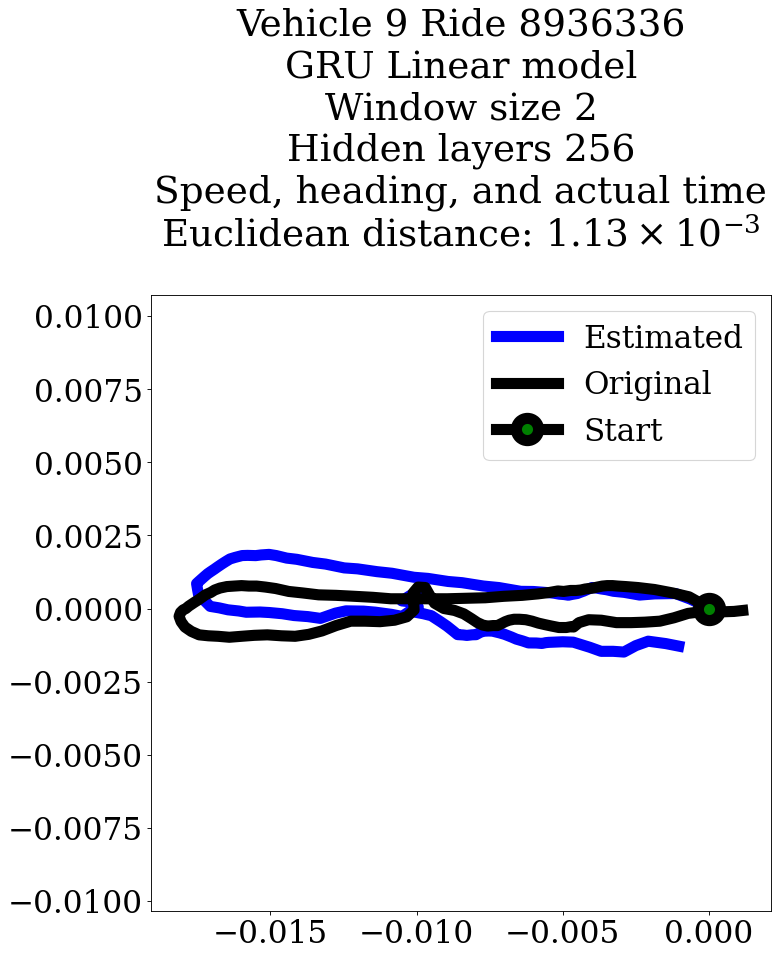 Vehicle 9 Ride 8936336
GRU Linear model
Window size 2
Hidden layers 256
Speed, heading, and actual time
Euclidean distance: 1.13 × 10⁻³
Estimated
Original
Start
0.0100
0.0075
0.0050
0.0025
0.0000
−0.0025
−0.0050
−0.0075
−0.0100
−0.015
−0.010
−0.005
0.000